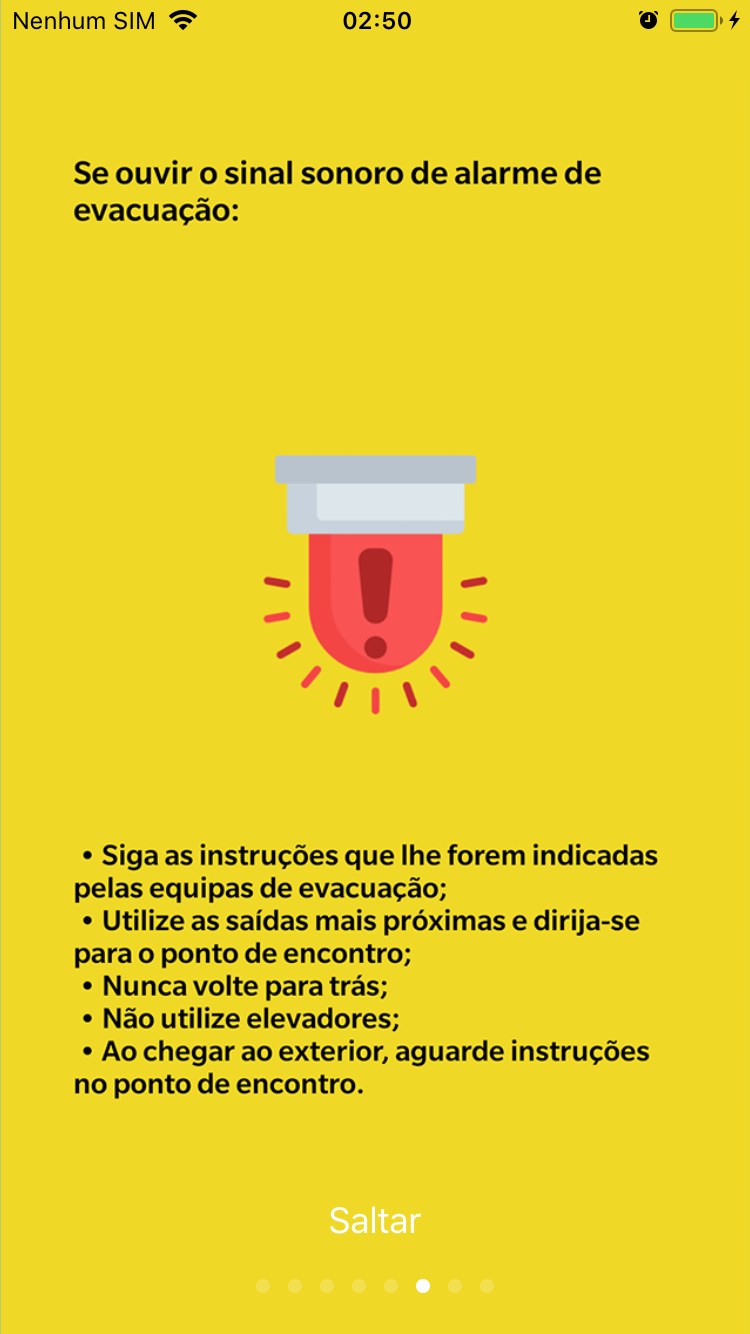 Nenhum SIM 02:50
Se ouvir o sinal sonoro de alarme de
evacuação:
• Siga as instruções que lhe forem indicadas
pelas equipas de evacuação;
• Utilize as saídas mais próximas e dirija-se
para o ponto de encontro;
• Nunca volte para trás;
• Não utilize elevadores;
• Ao chegar ao exterior, aguarde instruções
no ponto de encontro.
Saltar